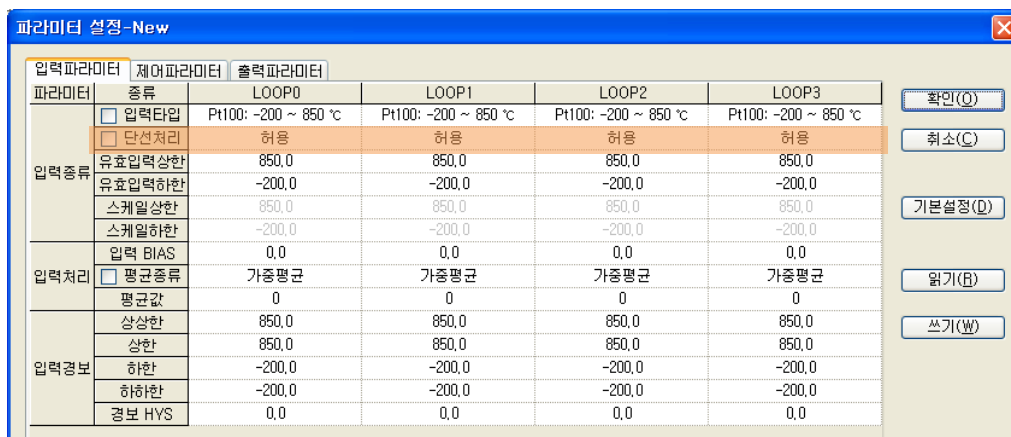 파라미터 설정-New
입력파라미터 제어파라미터 출력파라미터
파라미터 종류 LOOP0 LOOP1 LOOP2 LOOP3
입력종류 입력타입 Pt100: -200 ~ 850 ℃ Pt100: -200 ~ 850 ℃ Pt100: -200 ~ 850 ℃ Pt100: -200 ~ 850 ℃
단선처리 허용 허용 허용 허용
유효입력상한 850,0 850,0 850,0 850,0
유효입력하한 -200,0 -200,0 -200,0 -200,0
스케일상한 850,0 850,0 850,0 850,0
스케일하한 -200,0 -200,0 -200,0 -200,0
입력처리 입력 BIAS 0,0 0,0 0,0 0,0
평균종류 가중평균 가중평균 가중평균 가중평균
평균값 0 0 0 0
입력경보 상상한 850,0 850,0 850,0 850,0
상한 850,0 850,0 850,0 850,0
하한 -200,0 -200,0 -200,0 -200,0
하하한 -200,0 -200,0 -200,0 -200,0
경보 HYS 0,0 0,0 0,0 0,0
확인(O)
취소(C)
기본설정(D)
읽기(R)
쓰기(W)